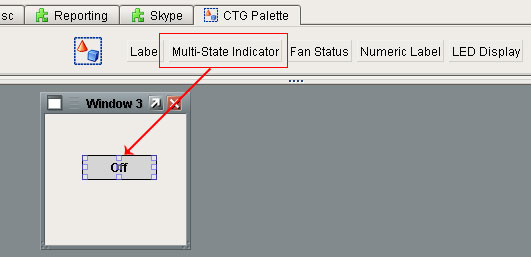 sc Reporting Skype CTG Palette
Labe Multi-State Indicator Fan Status Numeric Label LED Display
Window 3
Off